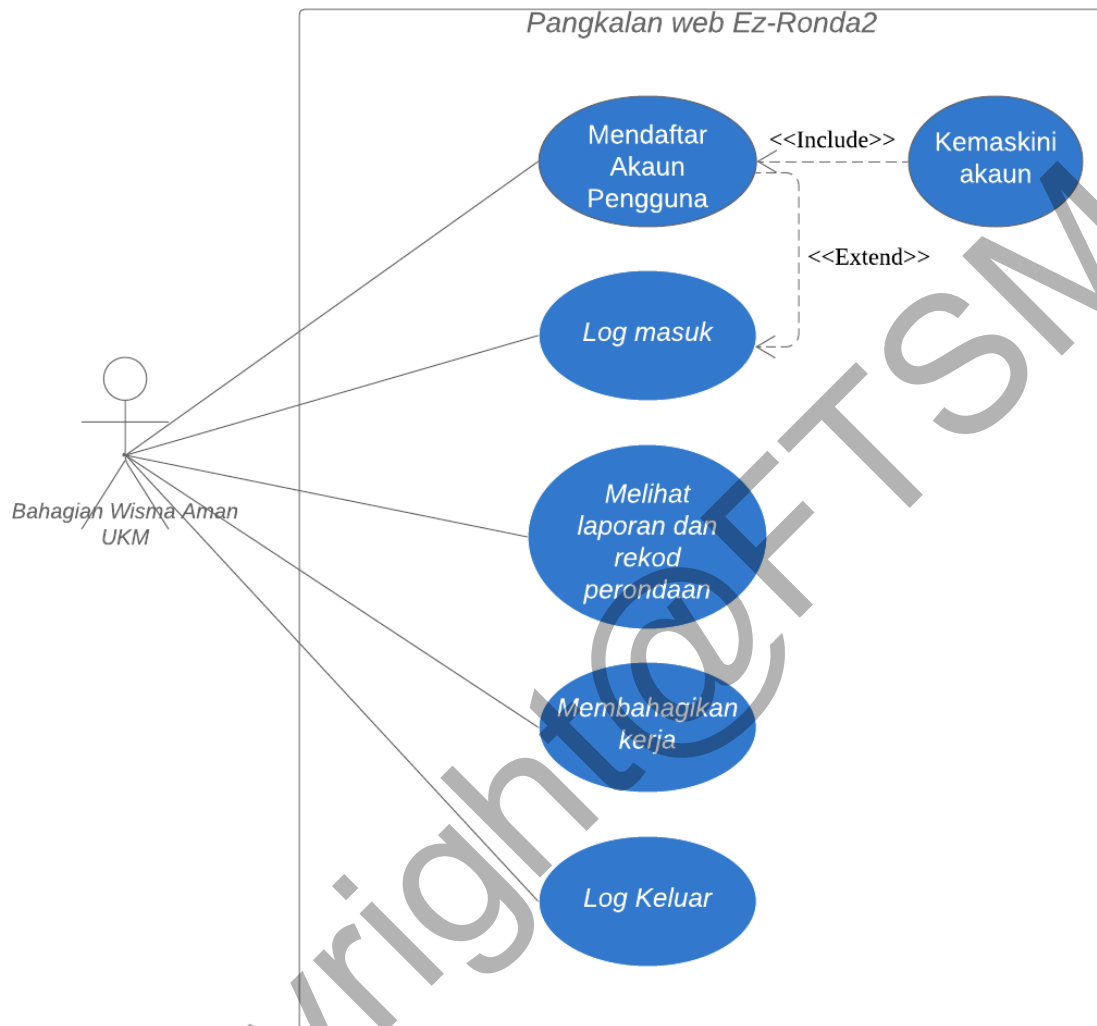 Pangkalan web Ez-Ronda2
Mendaftar
Akaun
Pengguna
<<Include>>
Kemaskini
akaun
<<Extend>>
Log masuk
Bahagian Wisma Aman
UKM
Melihat
laporan dan
rekod
perondaan
Membahagikan
kerja
Log Keluar
yright@FTSM